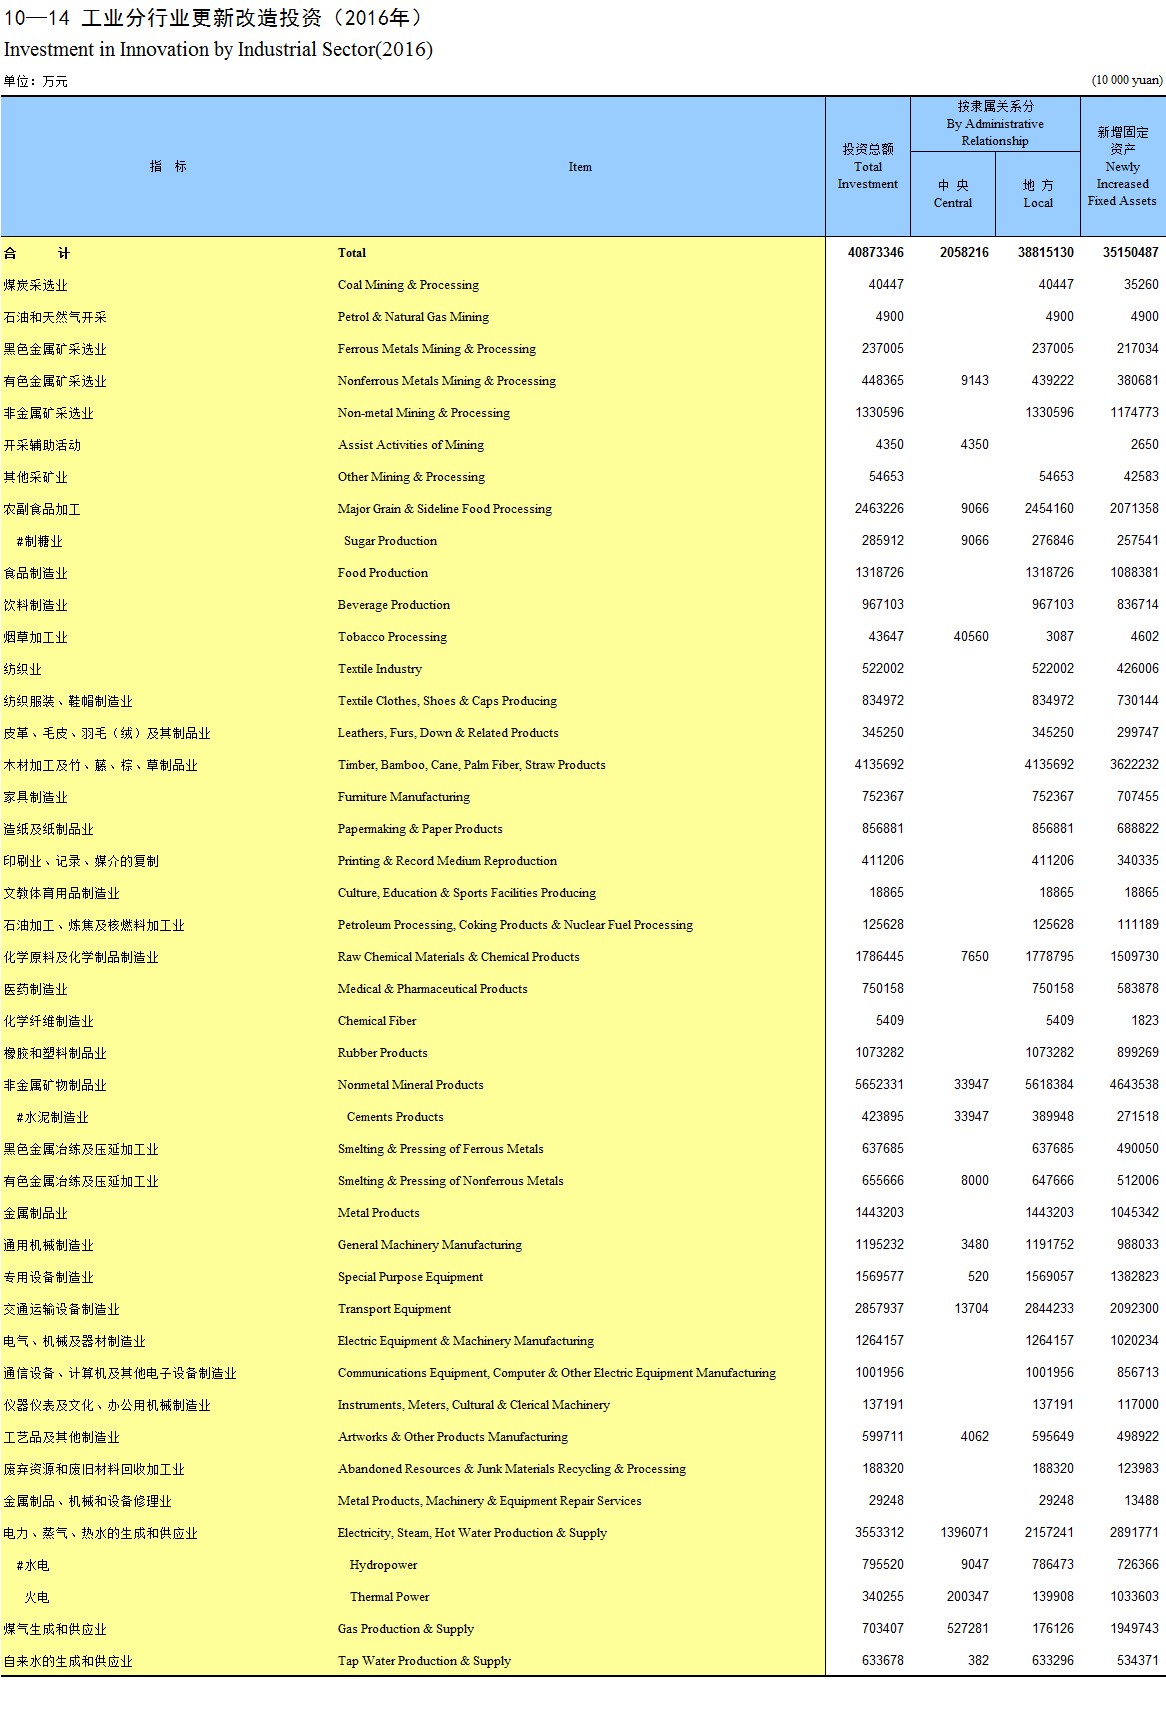 10—14 工业分行业更新改造投资（2016年）
Investment in Innovation by Industrial Sector(2016)
单位：万元 (10 000 yuan)
指 标 Item 投资总额 Total Investment 按隶属关系分 By Administrative Relationship 中 央 Central 地 方 Local 新增固定资产 Newly Increased Fixed Assets
合 计 Total 40873346 2058216 38815130 35150487
煤炭采选业 Coal Mining & Processing 40447 40447 35260
石油和天然气开采 Petrol & Natural Gas Mining 4900 4900 4900
黑色金属矿采选业 Ferrous Metals Mining & Processing 237005 237005 217034
有色金属矿采选业 Nonferrous Metals Mining & Processing 448365 9143 439222 380681
非金属矿采选业 Non-metal Mining & Processing 1330596 1330596 1174773
开采辅助活动 Assist Activities of Mining 4350 4350 2650
其他采矿业 Other Mining & Processing 54653 54653 42583
农副食品加工 Major Grain & Sideline Food Processing 2463226 9066 2454160 2071358
#制糖业 Sugar Production 285912 9066 276846 257541
食品制造业 Food Production 1318726 1318726 1088381
饮料制造业 Beverage Production 967103 967103 836714
烟草加工业 Tobacco Processing 43647 40560 3087 4602
纺织业 Textile Industry 522002 522002 426006
纺织服装、鞋帽制造业 Textile Clothes, Shoes & Caps Producing 834972 834972 730144
皮革、毛皮、羽毛（绒）及其制品业 Leathers, Furs, Down & Related Products 345250 345250 299747
木材加工及竹、藤、棕、草制品业 Timber, Bamboo, Cane, Palm Fiber, Straw Products 4135692 4135692 3622232
家具制造业 Furniture Manufacturing 752367 752367 707455
造纸及纸制品业 Papermaking & Paper Products 856881 856881 688822
印刷业、记录、媒介的复制 Printing & Record Medium Reproduction 411206 411206 340335
文教体育用品制造业 Culture, Education & Sports Facilities Producing 18865 18865 18865
石油加工、炼焦及核燃料加工业 Petroleum Processing, Coking Products & Nuclear Fuel Processing 125628 125628 111189
化学原料及化学制品制造业 Raw Chemical Materials & Chemical Products 1786445 7650 1778795 1509730
医药制造业 Medical & Pharmaceutical Products 750158 750158 583878
化学纤维制造业 Chemical Fiber 5409 5409 1823
橡胶和塑料制品业 Rubber Products 1073282 1073282 899269
非金属矿物制品业 Nonmetal Mineral Products 5652331 33947 5618384 4643538
#水泥制造业 Cements Products 423895 33947 389948 271518
黑色金属冶练及压延加工业 Smelting & Pressing of Ferrous Metals 637685 637685 490050
有色金属冶练及压延加工业 Smelting & Pressing of Nonferrous Metals 655666 8000 647666 512006
金属制品业 Metal Products 1443203 1443203 1045342
通用机械制造业 General Machinery Manufacturing 1195232 3480 1191752 988033
专用设备制造业 Special Purpose Equipment 1569577 520 1569057 1382823
交通运输设备制造业 Transport Equipment 2857937 13704 2844233 2092300
电气、机械及器材制造业 Electric Equipment & Machinery Manufacturing 1264157 1264157 1020234
通信设备、计算机及其他电子设备制造业 Communications Equipment, Computer & Other Electric Equipment Manufacturing 1001956 1001956 856713
仪器仪表及文化、办公用机械制造业 Instruments, Meters, Cultural & Clerical Machinery 137191 137191 117000
工艺品及其他制造业 Artworks & Other Products Manufacturing 599711 4062 595649 498922
废弃资源和废旧材料回收加工业 Abandoned Resources & Junk Materials Recycling & Processing 188320 188320 123983
金属制品、机械和设备修理业 Metal Products, Machinery & Equipment Repair Services 29248 29248 13488
电力、蒸气、热水的生成和供应业 Electricity, Steam, Hot Water Production & Supply 3553312 1396071 2157241 2891771
#水电 Hydropower 795520 9047 786473 726366
火电 Thermal Power 340255 200347 139908 1033603
煤气生成和供应业 Gas Production & Supply 703407 527281 176126 1949743
自来水的生成和供应业 Tap Water Production & Supply 633678 382 633296 534371